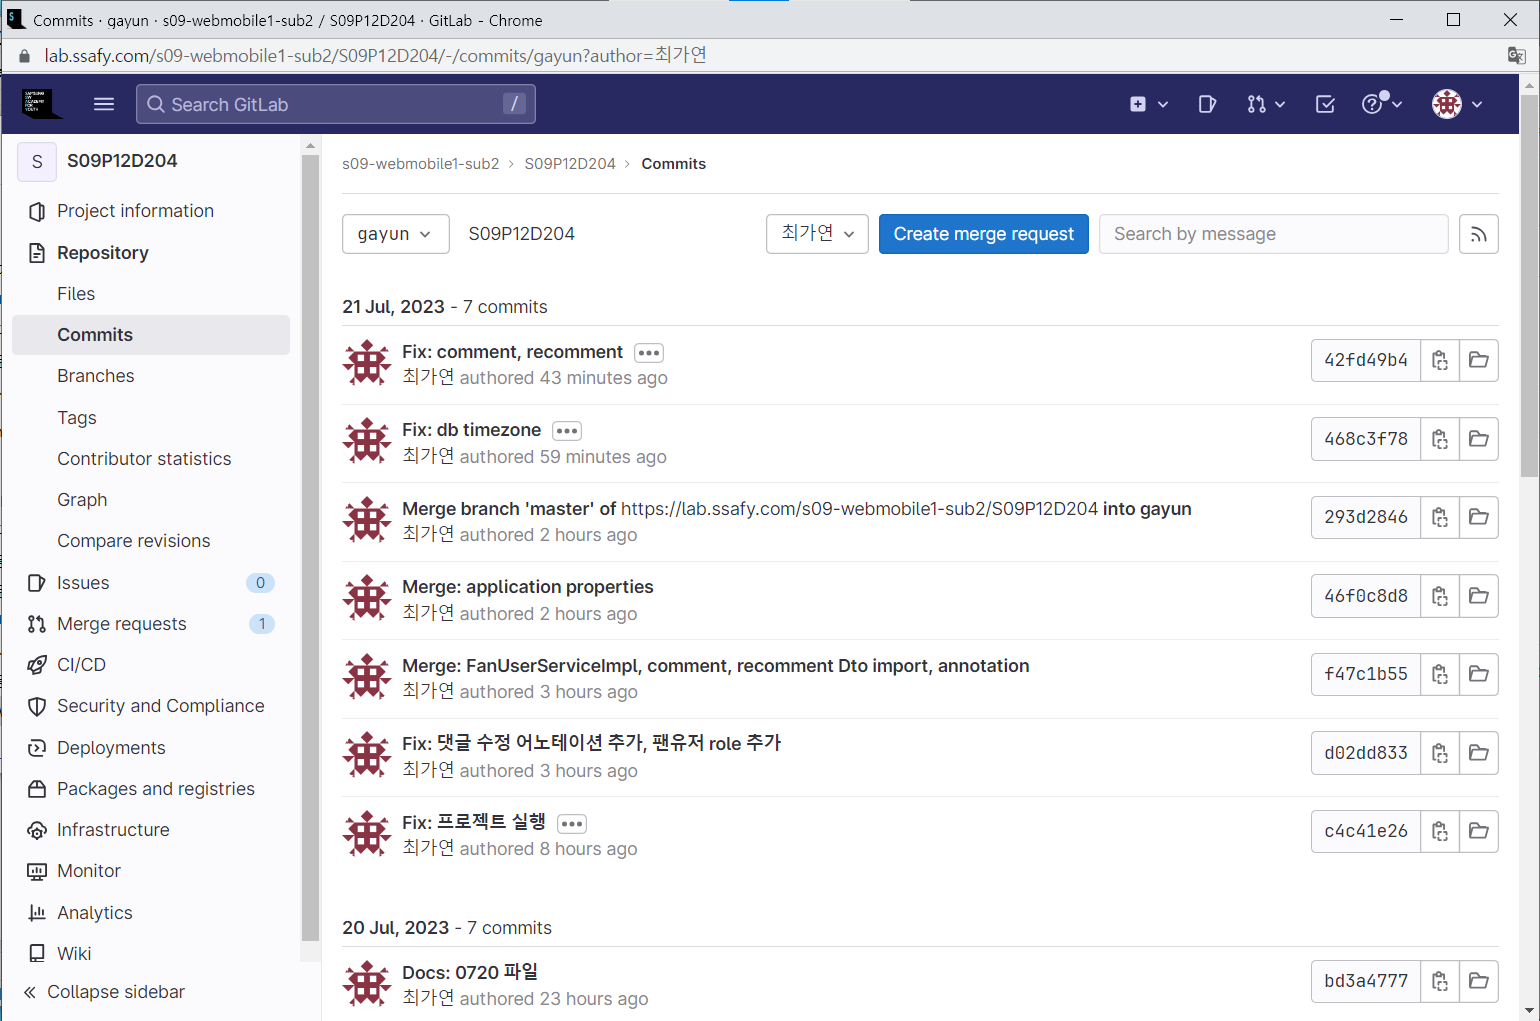 Commits · gayun · s09-webmobile1-sub2 / S09P12D204 · GitLab - Chrome
lab.ssafy.com/s09-webmobile1-sub2/S09P12D204/-/commits/gayun?author=최가연
SAMSUNG
SW
ACADEMY
FOR
YOUTH
Search GitLab
/
S
S09P12D204
Project information
Repository
Files
Commits
Branches
Tags
Contributor statistics
Graph
Compare revisions
Issues 0
Merge requests 1
CI/CD
Security and Compliance
Deployments
Packages and registries
Infrastructure
Monitor
Analytics
Wiki
Collapse sidebar
s09-webmobile1-sub2 > S09P12D204 > Commits
gayun S09P12D204 최가연 Create merge request Search by message
21 Jul, 2023 - 7 commits
Fix: comment, recomment
최가연 authored 43 minutes ago
42fd49b4
Fix: db timezone
최가연 authored 59 minutes ago
468c3f78
Merge branch 'master' of https://lab.ssafy.com/s09-webmobile1-sub2/S09P12D204 into gayun
최가연 authored 2 hours ago
293d2846
Merge: application properties
최가연 authored 2 hours ago
46f0c8d8
Merge: FanUserServiceImpl, comment, recomment Dto import, annotation
최가연 authored 3 hours ago
f47c1b55
Fix: 댓글 수정 어노테이션 추가, 팬유저 role 추가
최가연 authored 3 hours ago
d02dd833
Fix: 프로젝트 실행
최가연 authored 8 hours ago
c4c41e26
20 Jul, 2023 - 7 commits
Docs: 0720 파일
최가연 authored 23 hours ago
bd3a4777